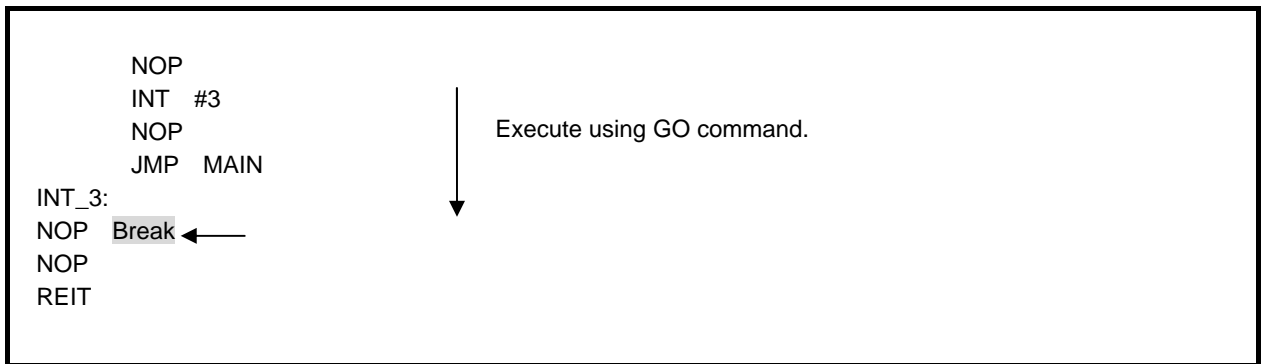 NOP
INT #3
NOP
Execute using GO command.
JMP MAIN
INT_3:
NOP Break
NOP
REIT